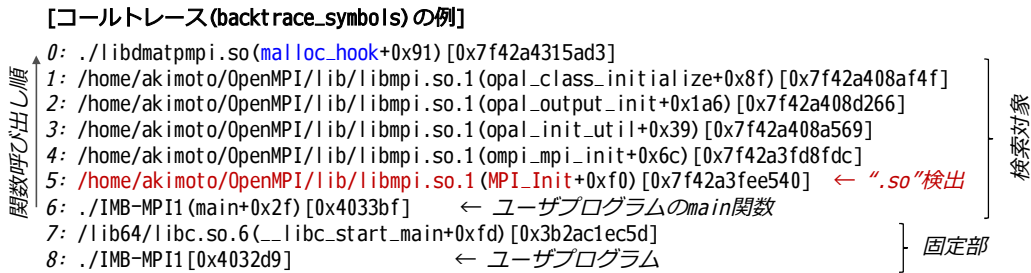 [コールトレース(backtrace_symbols)の例]
0: ./libdmatpmpi.so(malloc_hook+0x91)[0x7f42a4315ad3]
1: /home/akimoto/OpenMPI/lib/libmpi.so.1(opal_class_initialize+0x8f)[0x7f42a408af4f]
2: /home/akimoto/OpenMPI/lib/libmpi.so.1(opal_output_init+0x1a6)[0x7f42a408d266]
3: /home/akimoto/OpenMPI/lib/libmpi.so.1(opal_init_util+0x39)[0x7f42a408a569]
4: /home/akimoto/OpenMPI/lib/libmpi.so.1(ompi_mpi_init+0x6c)[0x7f42a3fd8fdc]
5: /home/akimoto/OpenMPI/lib/libmpi.so.1(MPI_Init+0xf0)[0x7f42a3fee540] ← “.so”検出
6: ./IMB-MPI1(main+0x2f)[0x4033bf] ← ユーザプログラムのmain関数
7: /lib64/libc.so.6(__libc_start_main+0xfd)[0x3b2ac1ec5d]
8: ./IMB-MPI1[0x4032d9] ← ユーザプログラム
関数呼び出し順
検索対象
固定部